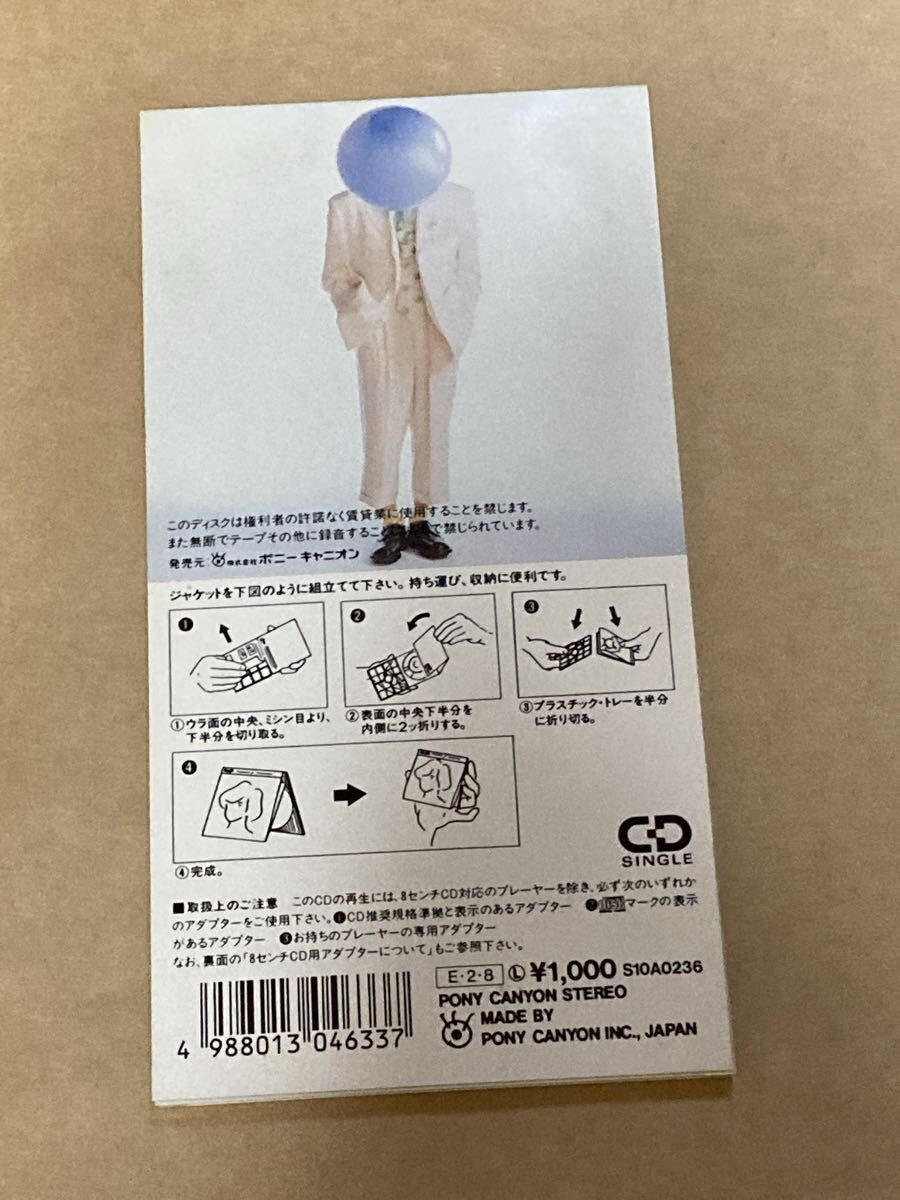 このディスクは権利者の許諾なく賃貸業に使用することを禁じます。
また無断でテープその他に録音すること で禁じられています。
発売元: 株式会社 ポニーキャニオン
ジャケットを下図のように組立てて下さい。持ち運び、収納に便利です。
❶ ❷ ❸
①ウラ面の中央、ミシン目より、
下半分を切り取る。
②表面の中央下半分を
内側に2ッ折りする。
③プラスチック・トレーを半分
に折り切る。
❹
④完成。
CD
SINGLE
■取扱上のご注意 このCDの再生には、8センチCD対応のプレーヤーを除き、必ず次のいずれか
のアダプターをご使用下さい。❶CD推奨規格準拠と表示のあるアダプター ❷マークの表示
があるアダプター ❸お持ちのプレーヤーの専用アダプター
なお、裏面の「8センチCD用アダプターについて」もご参照下さい。
E・2・8 Ⓛ ¥1,000 S10A0236
PONY CANYON STEREO
MADE BY
PONY CANYON INC., JAPAN
4 988013 046337